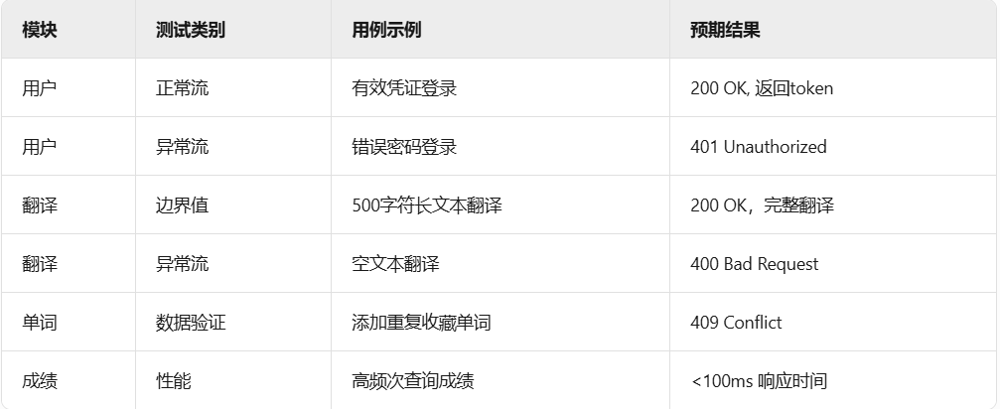 模块 测试类别 用例示例 预期结果
用户 正常流 有效凭证登录 200 OK, 返回token
用户 异常流 错误密码登录 401 Unauthorized
翻译 边界值 500字符长文本翻译 200 OK，完整翻译
翻译 异常流 空文本翻译 400 Bad Request
单词 数据验证 添加重复收藏单词 409 Conflict
成绩 性能 高频次查询成绩 <100ms 响应时间